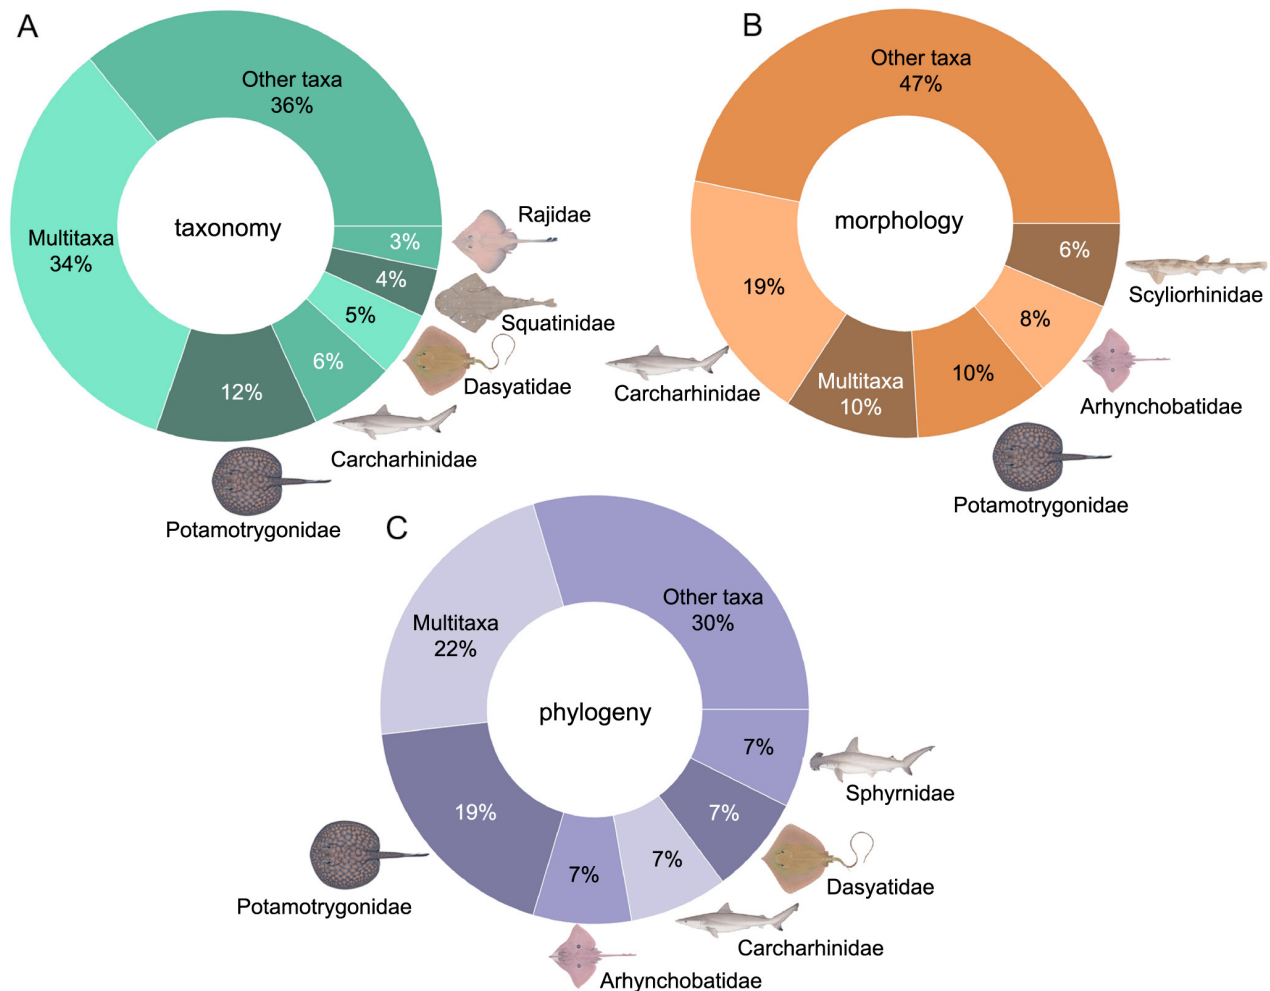 A
Other taxa
36%
Multitaxa
34%
taxonomy
3%
Rajidae
4%
Squatinidae
5%
Dasyatidae
6%
Carcharhinidae
12%
Potamotrygonidae
B
Other taxa
47%
morphology
19%
Carcharhinidae
Multitaxa
10%
10%
Potamotrygonidae
8%
Arhynchobatidae
6%
Scyliorhinidae
C
Other taxa
30%
Multitaxa
22%
phylogeny
19%
Potamotrygonidae
7%
Arhynchobatidae
7%
Carcharhinidae
7%
Dasyatidae
7%
Sphyrnidae